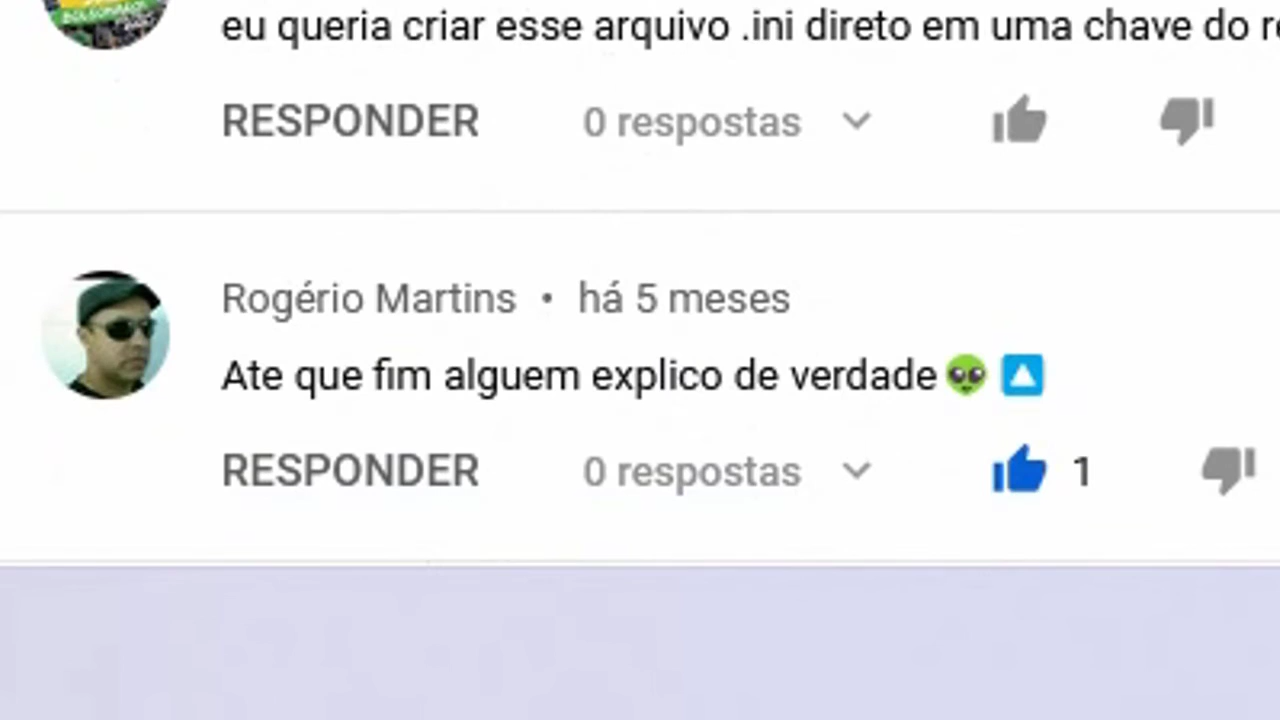 BOLSONARO
eu queria criar esse arquivo .ini direto em uma chave do
RESPONDER 0 respostas
Rogério Martins • há 5 meses
Ate que fim alguem explico de verdade👽 🔼
RESPONDER 0 respostas 1